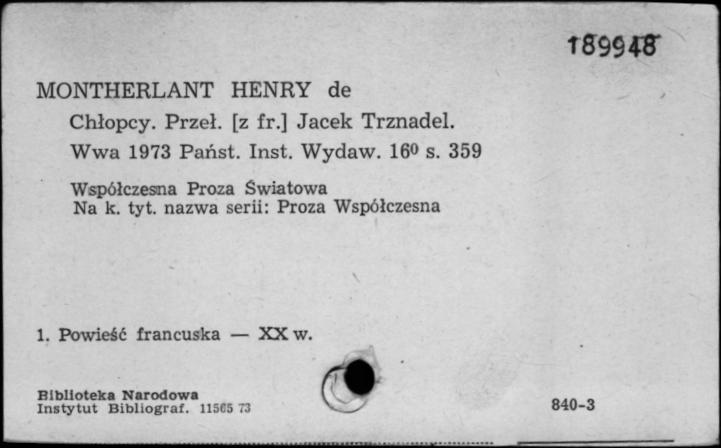 189948
MONTHERLANT HENRY de
Chłopcy. Przeł. [z fr.] Jacek Trznadel.
Wwa 1973 Państ. Inst. Wydaw. 16⁰ s. 359
Współczesna Proza Światowa
Na k. tyt. nazwa serii: Proza Współczesna
1. Powieść francuska — XX w.
Biblioteka Narodowa
Instytut Bibliograf. 11565 73
840-3